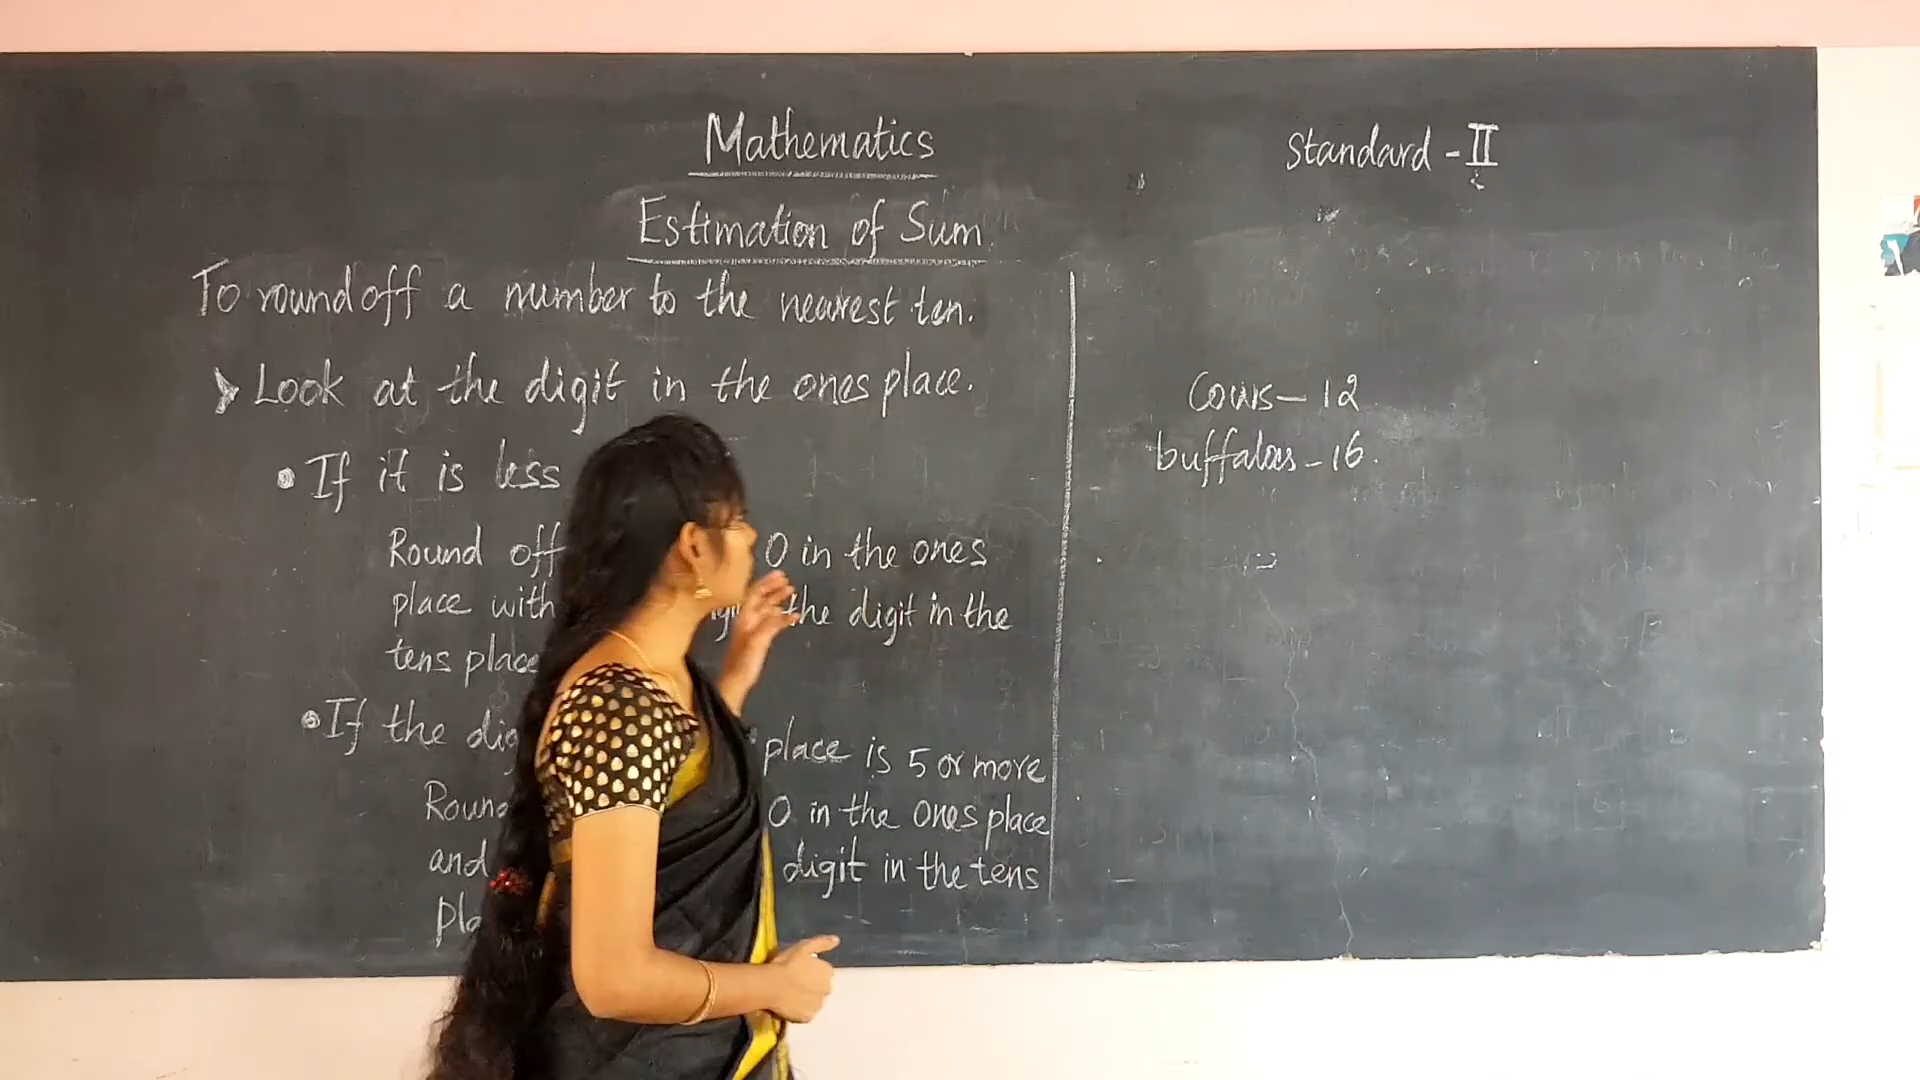 Mathematics
Standard - II
Estimation of Sum
To round off a number to the nearest ten.
Look at the digit in the ones place.
If it is less
Round off 0 in the ones
place with the digit in the
tens place
If the place is 5 or more
0 in the ones place
and digit in the tens
Cows - 12
buffaloes - 16.